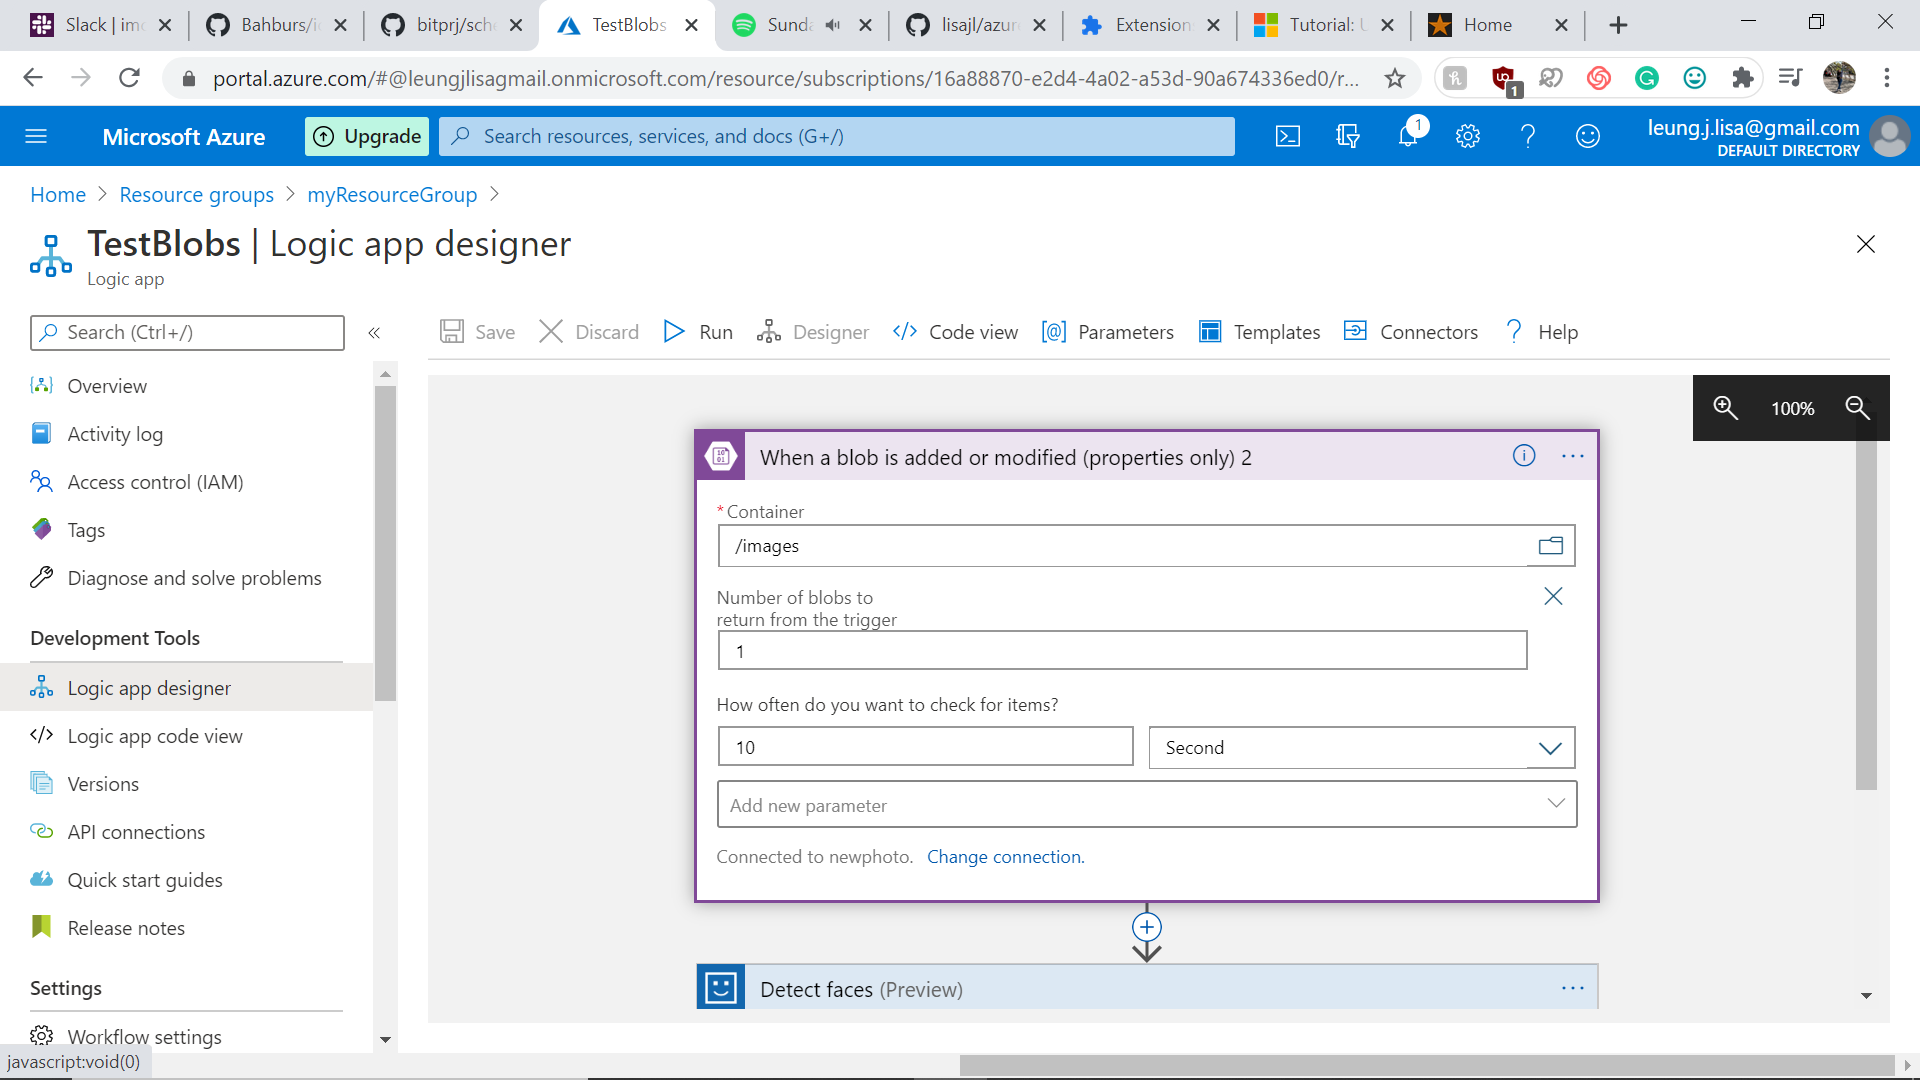 Slack | imc
Bahburs/ic
bitprj/sche
TestBlobs
Sunda
lisajl/azure
Extension
Tutorial: U
Home
portal.azure.com/#@leungjlisagmail.onmicrosoft.com/resource/subscriptions/16a88870-e2d4-4a02-a53d-90a674336ed0/r...
1
Microsoft Azure
Upgrade
Search resources, services, and docs (G+/)
1
leung.j.lisa@gmail.com
DEFAULT DIRECTORY
Home > Resource groups > myResourceGroup >
TestBlobs | Logic app designer
Logic app
Search (Ctrl+/)
«
Save
Discard
Run
Designer
Code view
Parameters
Templates
Connectors
Help
Overview
Activity log
Access control (IAM)
Tags
Diagnose and solve problems
Development Tools
Logic app designer
Logic app code view
Versions
API connections
Quick start guides
Release notes
Settings
Workflow settings
javascript:void(0)
100%
When a blob is added or modified (properties only) 2
* Container
/images
Number of blobs to
return from the trigger
1
How often do you want to check for items?
10
Second
Add new parameter
Connected to newphoto. Change connection.
Detect faces (Preview)